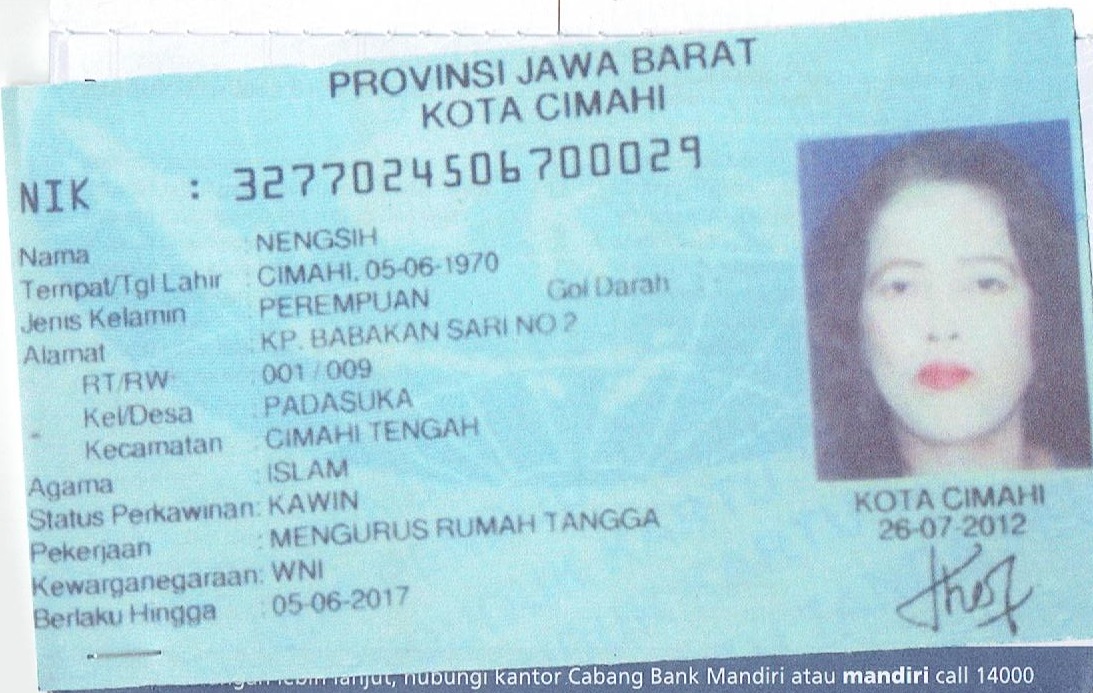 PROVINSI JAWA BARAT
KOTA CIMAHI
NIK : 3277024506700029
Nama : NENGSIH
Tempat/Tgl Lahir : CIMAHI, 05-06-1970
Jenis Kelamin : PEREMPUAN Gol Darah :
Alamat : KP. BABAKAN SARI NO 2
RT/RW : 001 / 009
Kel/Desa : PADASUKA
Kecamatan : CIMAHI TENGAH
Agama : ISLAM
Status Perkawinan: KAWIN
Pekerjaan : MENGURUS RUMAH TANGGA
Kewarganegaraan: WNI
Berlaku Hingga : 05-06-2017
KOTA CIMAHI
26-07-2012
lebih lanjut, hubungi kantor Cabang Bank Mandiri atau mandiri call 14000